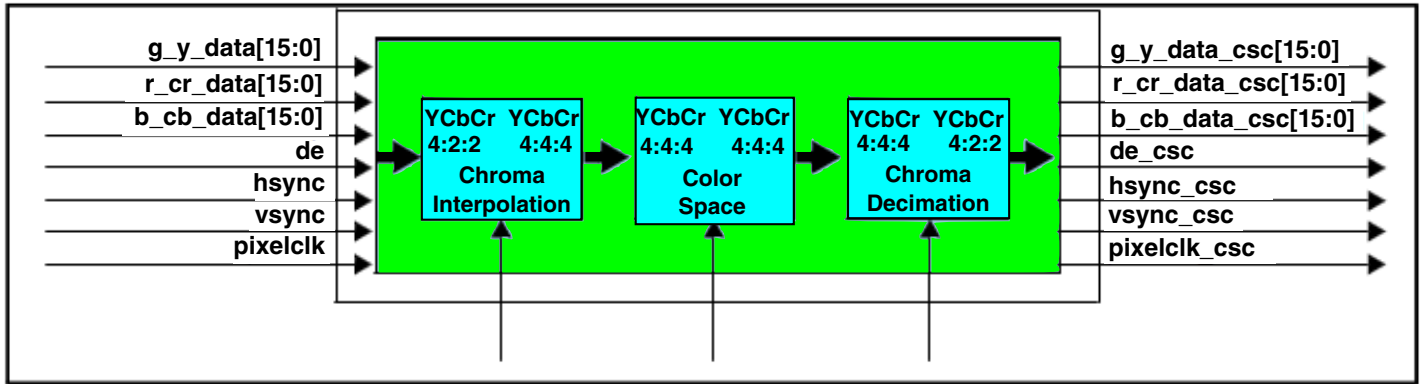 g_y_data[15:0]
r_cr_data[15:0]
b_cb_data[15:0]
de
hsync
vsync
pixelclk
YCbCr YCbCr
4:2:2 4:4:4
Chroma
Interpolation
YCbCr YCbCr
4:4:4 4:4:4
Color
Space
YCbCr YCbCr
4:4:4 4:2:2
Chroma
Decimation
g_y_data_csc[15:0]
r_cr_data_csc[15:0]
b_cb_data_csc[15:0]
de_csc
hsync_csc
vsync_csc
pixelclk_csc